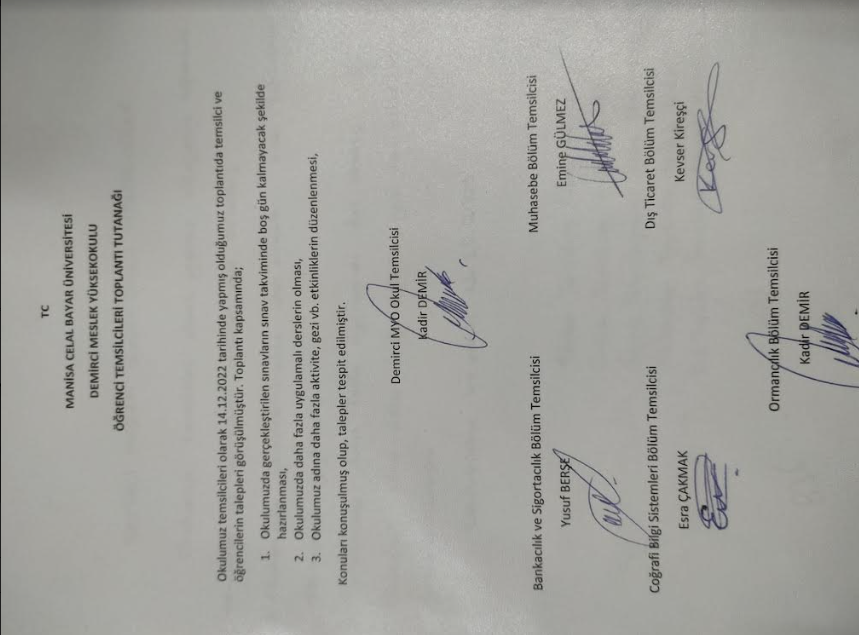 TC
MANİSA CELAL BAYAR ÜNİVERSİTESİ
DEMİRCİ MESLEK YÜKSEKOKULU
ÖĞRENCİ TEMSİLCİLERİ TOPLANTI TUTANAĞI
Okulumuz temsilcileri olarak 14.12.2022 tarihinde yapmış olduğumuz toplantıda temsilci ve
öğrencilerin talepleri görüşülmüştür. Toplantı kapsamında;
1. Okulumuzda gerçekleştirilen sınavların sınav takviminde boş gün kalmayacak şekilde
hazırlanması,
2. Okulumuzda daha fazla uygulamalı derslerin olması,
3. Okulumuz adına daha fazla aktivite, gezi vb. etkinliklerin düzenlenmesi,
Konuları konuşulmuş olup, talepler tespit edilmiştir.
Demirci MYO Okul Temsilcisi
Kadir DEMİR
Bankacılık ve Sigortacılık Bölüm Temsilcisi
Yusuf BERŞE
Muhasebe Bölüm Temsilcisi
Emine GÜLMEZ
Coğrafi Bilgi Sistemleri Bölüm Temsilcisi
Esra ÇAKMAK
Dış Ticaret Bölüm Temsilcisi
Kevser Kireşçi
Ormancılık Bölüm Temsilcisi
Kadir DEMİR